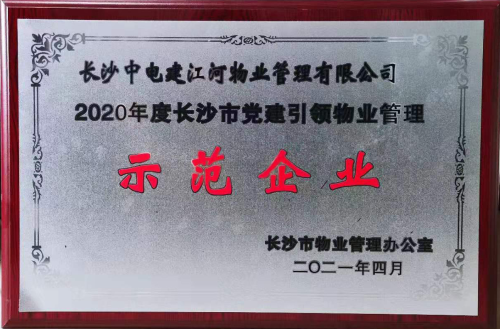 长沙中电建江河物业管理有限公司
2020年度长沙市党建引领物业管理
示范企业
长沙市物业管理办公室
二〇二一年四月